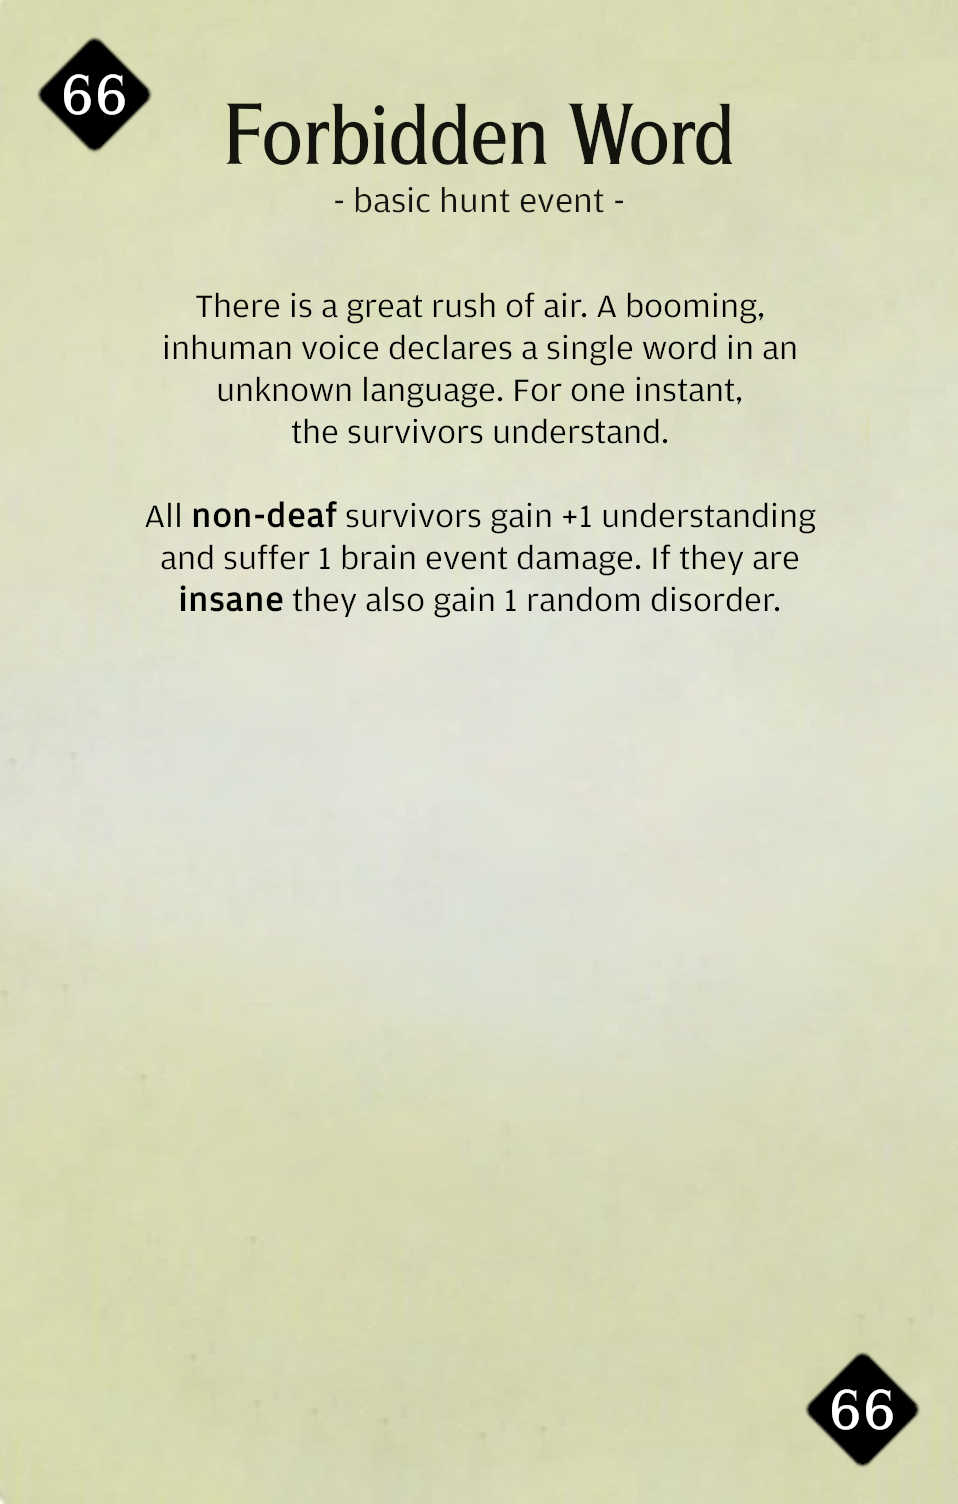 66
Forbidden Word
- basic hunt event -
There is a great rush of air. A booming,
inhuman voice declares a single word in an
unknown language. For one instant,
the survivors understand.
All non-deaf survivors gain +1 understanding
and suffer 1 brain event damage. If they are
insane they also gain 1 random disorder.
66